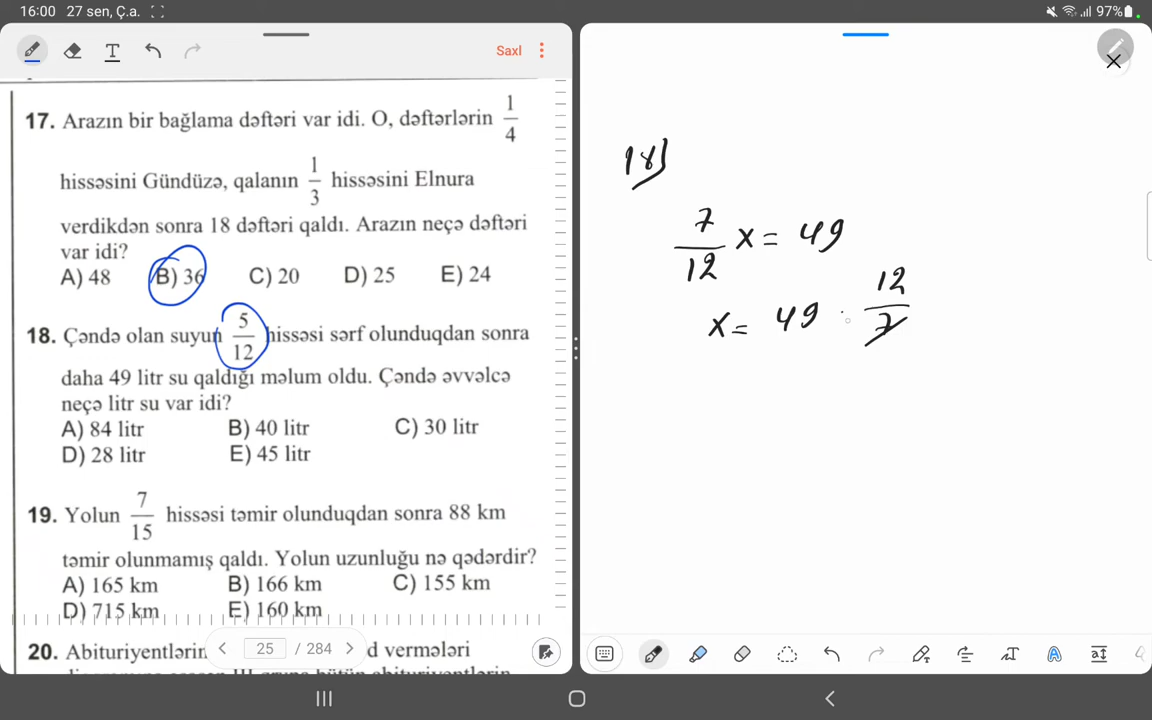 16:00 27 sen, Ç.a. 97%
Saxl
17. Arazın bir bağlama dəftəri var idi. O, dəftərlərin 1/4
hissəsini Gündüzə, qalanın 1/3 hissəsini Elnura
verdikdən sonra 18 dəftəri qaldı. Arazın neçə dəftəri
var idi?
A) 48 B) 36 C) 20 D) 25 E) 24
18. Çəndə olan suyun 5/12 hissəsi sərf olunduqdan sonra
daha 49 litr su qaldığı məlum oldu. Çəndə əvvəlcə
neçə litr su var idi?
A) 84 litr B) 40 litr C) 30 litr
D) 28 litr E) 45 litr
19. Yolun 7/15 hissəsi təmir olunduqdan sonra 88 km
təmir olunmamış qaldı. Yolun uzunluğu nə qədərdir?
A) 165 km B) 166 km C) 155 km
D) 715 km E) 160 km
20. Abituriyentlərin d vermələri
25 / 284
18)
7/12 x = 49
x = 49 · 12/7